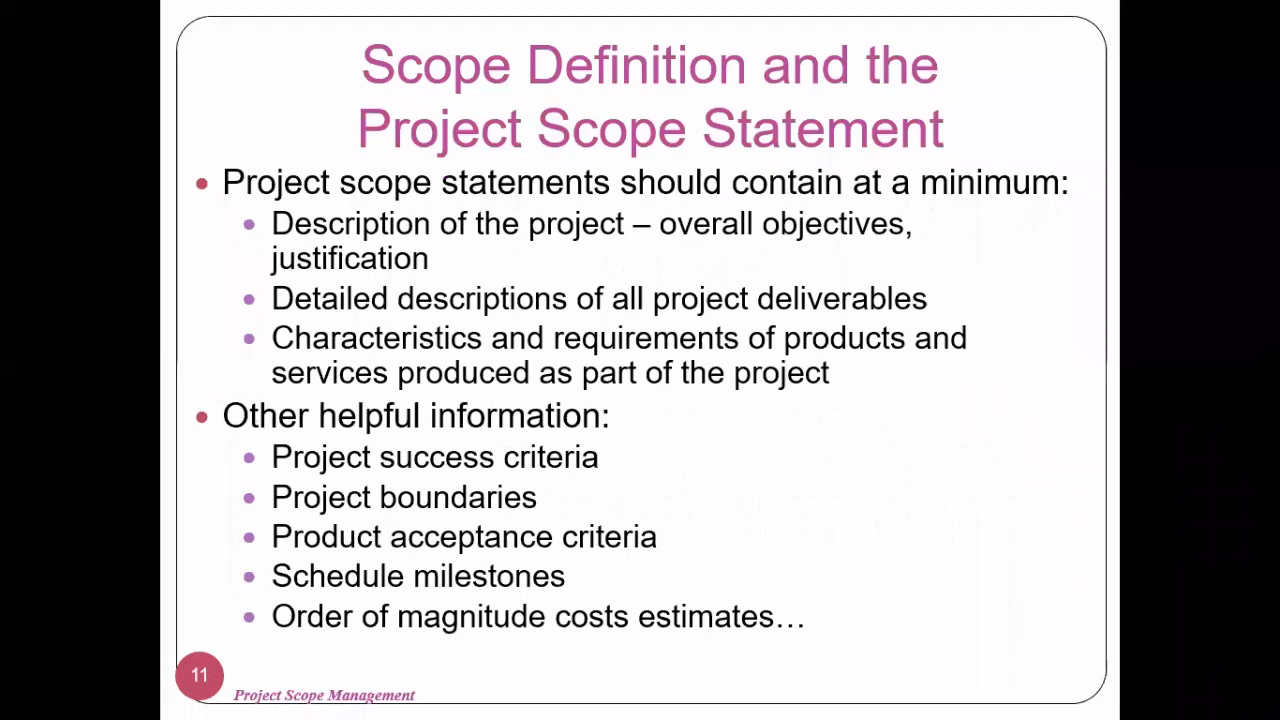 Scope Definition and the
Project Scope Statement
• Project scope statements should contain at a minimum:
• Description of the project – overall objectives,
justification
• Detailed descriptions of all project deliverables
• Characteristics and requirements of products and
services produced as part of the project
• Other helpful information:
• Project success criteria
• Project boundaries
• Product acceptance criteria
• Schedule milestones
• Order of magnitude costs estimates…
11
Project Scope Management